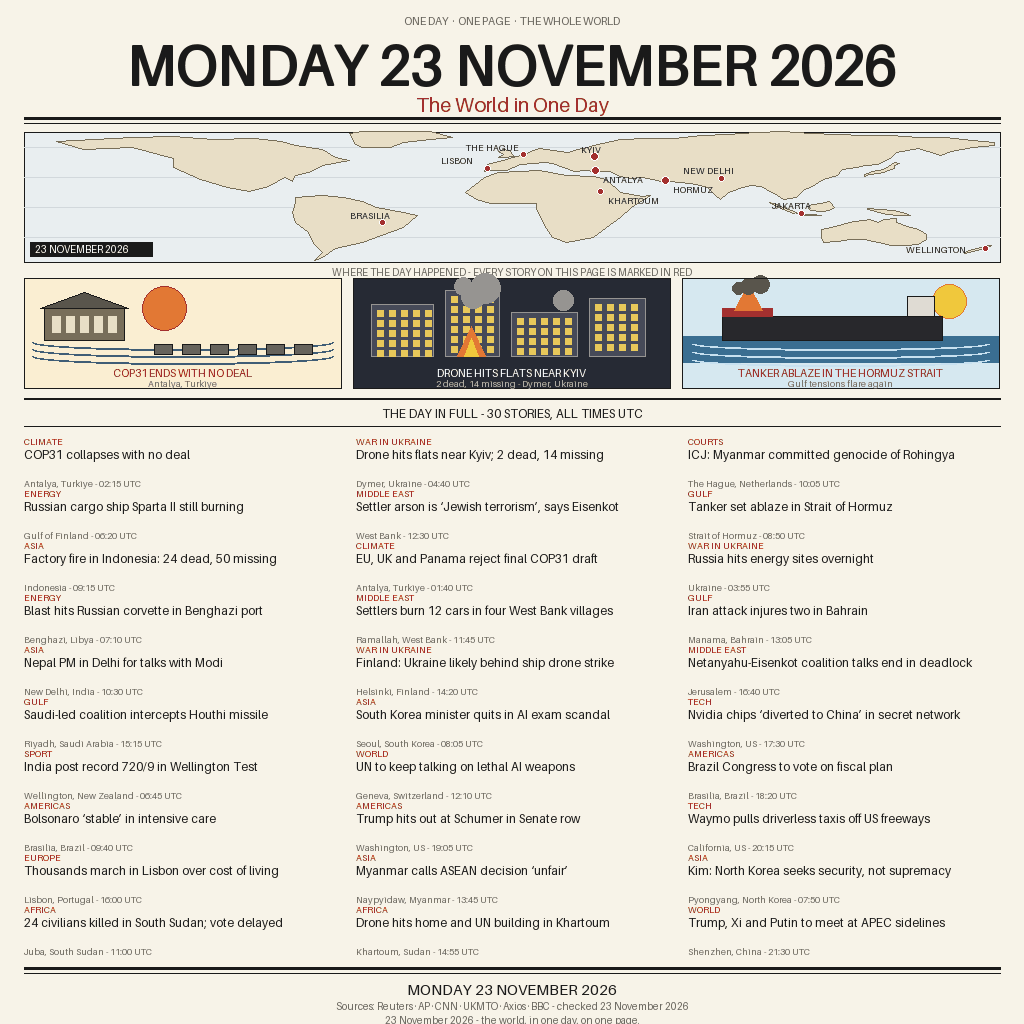 ONE DAY · ONE PAGE · THE WHOLE WORLD
MONDAY 23 NOVEMBER 2026
The World in One Day
THE HAGUE
KYIV
LISBON
NEW DELHI
ANTALYA
HORMUZ
KHARTOUM
JAKARTA
BRASILIA
WELLINGTON
23 NOVEMBER 2026
WHERE THE DAY HAPPENED - EVERY STORY ON THIS PAGE IS MARKED IN RED
COP31 ENDS WITH NO DEAL
Antalya, Turkiye
DRONE HITS FLATS NEAR KYIV
2 dead, 14 missing - Dymer, Ukraine
TANKER ABLAZE IN THE HORMUZ STRAIT
Gulf tensions flare again
THE DAY IN FULL - 30 STORIES, ALL TIMES UTC
CLIMATE
COP31 collapses with no deal
Antalya, Turkiye - 02:15 UTC
WAR IN UKRAINE
Drone hits flats near Kyiv; 2 dead, 14 missing
Dymer, Ukraine - 04:40 UTC
COURTS
ICJ: Myanmar committed genocide of Rohingya
The Hague, Netherlands - 10:05 UTC
ENERGY
Russian cargo ship Sparta II still burning
Gulf of Finland - 06:20 UTC
MIDDLE EAST
Settler arson is ‘Jewish terrorism’, says Eisenkot
West Bank - 12:30 UTC
GULF
Tanker set ablaze in Strait of Hormuz
Strait of Hormuz - 08:50 UTC
ASIA
Factory fire in Indonesia: 24 dead, 50 missing
Indonesia - 09:15 UTC
CLIMATE
EU, UK and Panama reject final COP31 draft
Antalya, Turkiye - 01:40 UTC
WAR IN UKRAINE
Russia hits energy sites overnight
Ukraine - 03:55 UTC
ENERGY
Blast hits Russian corvette in Benghazi port
Benghazi, Libya - 07:10 UTC
MIDDLE EAST
Settlers burn 12 cars in four West Bank villages
Ramallah, West Bank - 11:45 UTC
GULF
Iran attack injures two in Bahrain
Manama, Bahrain - 13:05 UTC
ASIA
Nepal PM in Delhi for talks with Modi
New Delhi, India - 10:30 UTC
WAR IN UKRAINE
Finland: Ukraine likely behind ship drone strike
Helsinki, Finland - 14:20 UTC
MIDDLE EAST
Netanyahu-Eisenkot coalition talks end in deadlock
Jerusalem - 16:40 UTC
GULF
Saudi-led coalition intercepts Houthi missile
Riyadh, Saudi Arabia - 15:15 UTC
ASIA
South Korea minister quits in AI exam scandal
Seoul, South Korea - 08:05 UTC
TECH
Nvidia chips ‘diverted to China’ in secret network
Washington, US - 17:30 UTC
SPORT
India post record 720/9 in Wellington Test
Wellington, New Zealand - 06:45 UTC
WORLD
UN to keep talking on lethal AI weapons
Geneva, Switzerland - 12:10 UTC
AMERICAS
Brazil Congress to vote on fiscal plan
Brasilia, Brazil - 18:20 UTC
AMERICAS
Bolsonaro ‘stable’ in intensive care
Brasilia, Brazil - 09:40 UTC
AMERICAS
Trump hits out at Schumer in Senate row
Washington, US - 19:05 UTC
TECH
Waymo pulls driverless taxis off US freeways
California, US - 20:15 UTC
EUROPE
Thousands march in Lisbon over cost of living
Lisbon, Portugal - 16:00 UTC
ASIA
Myanmar calls ASEAN decision ‘unfair’
Naypyidaw, Myanmar - 13:45 UTC
ASIA
Kim: North Korea seeks security, not supremacy
Pyongyang, North Korea - 07:50 UTC
AFRICA
24 civilians killed in South Sudan; vote delayed
Juba, South Sudan - 11:00 UTC
AFRICA
Drone hits home and UN building in Khartoum
Khartoum, Sudan - 14:55 UTC
WORLD
Trump, Xi and Putin to meet at APEC sidelines
Shenzhen, China - 21:30 UTC
MONDAY 23 NOVEMBER 2026
Sources: Reuters · AP · CNN · UKMTO · Axios · BBC - checked 23 November 2026
23 November 2026 - the world, in one day, on one page.